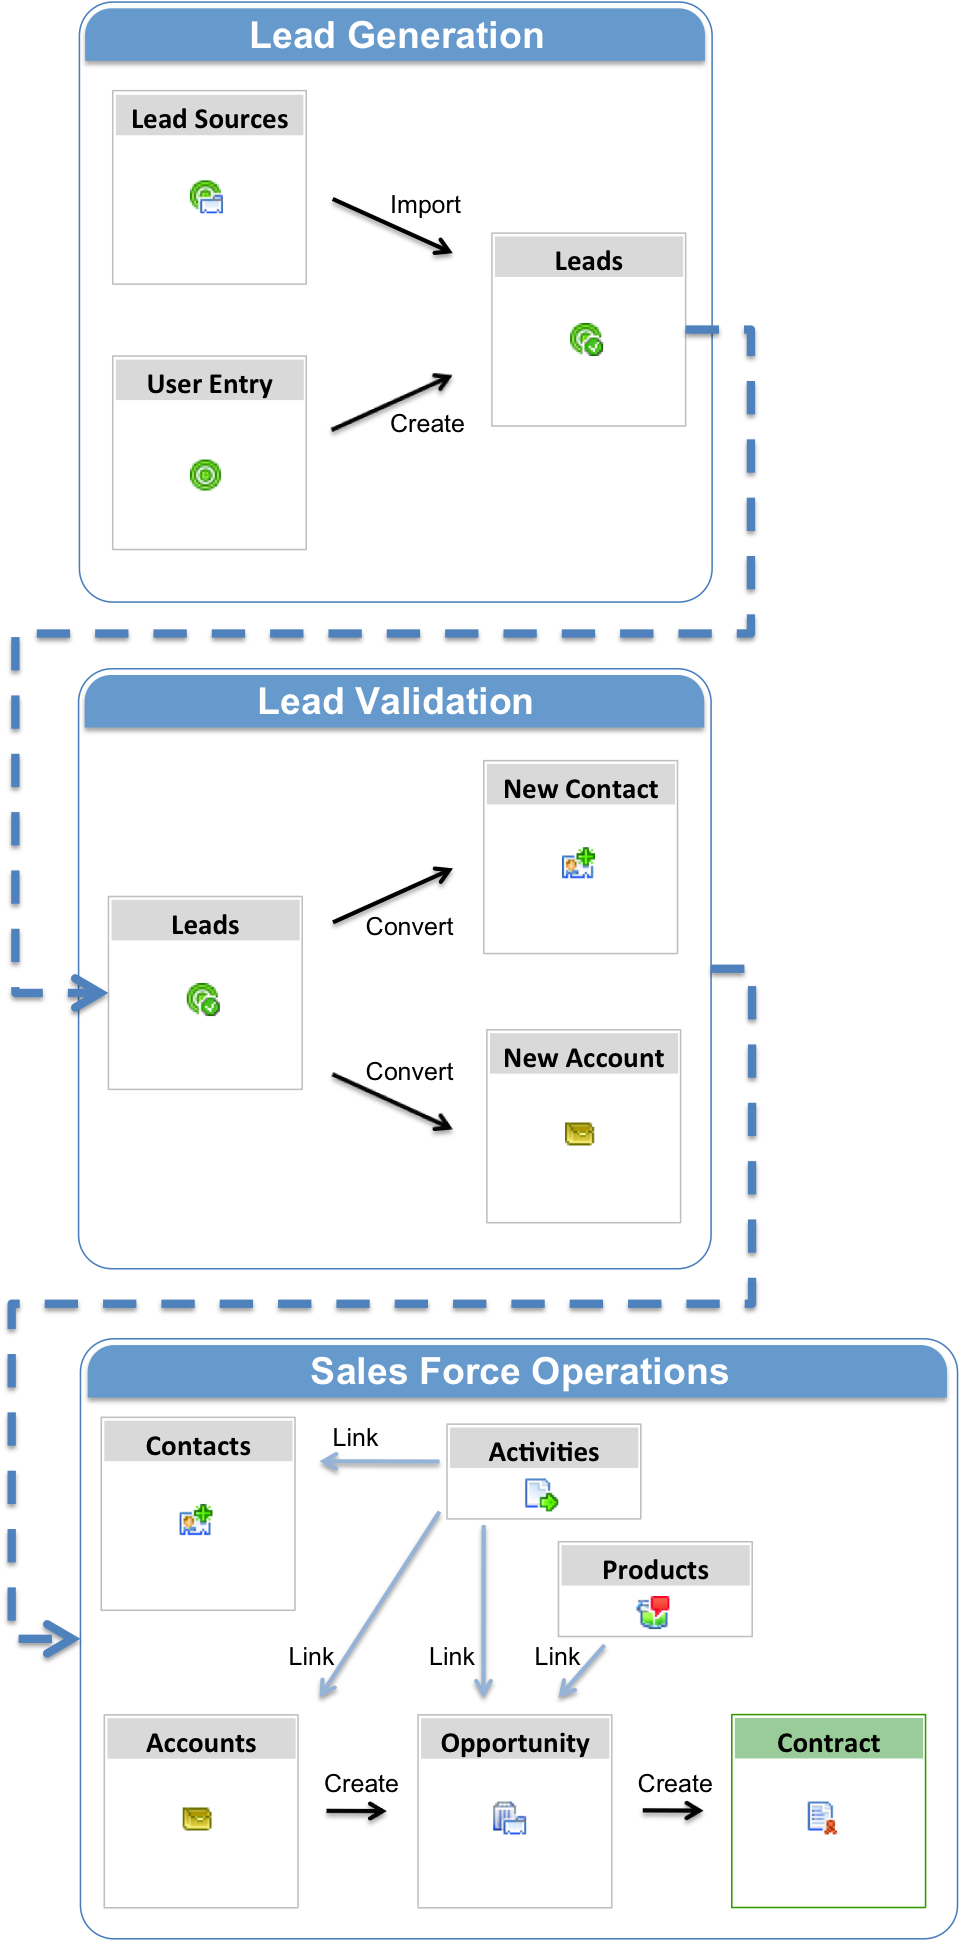 Lead Generation
Lead Sources
Import
Leads
User Entry
Create
Lead Validation
New Contact
Leads
Convert
Convert
New Account
Sales Force Operations
Contacts
Link
Activities
Products
Link
Link
Link
Accounts
Create
Opportunity
Create
Contract